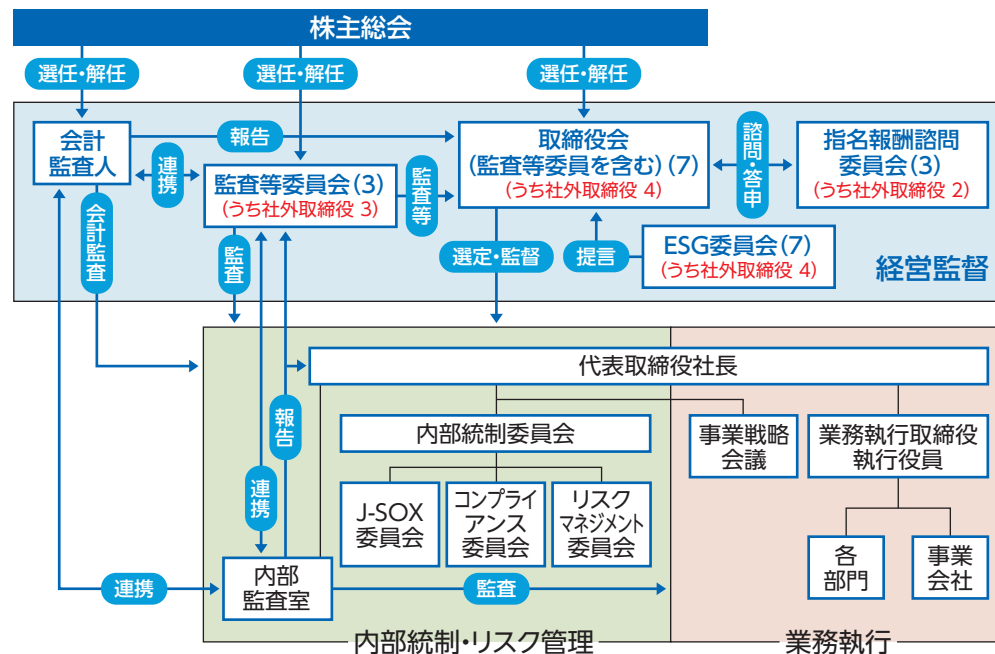 株主総会
選任・解任
選任・解任
選任・解任
会計
監査人
報告
連携
監査等委員会(3)
(うち社外取締役 3)
監査等
取締役会
(監査等委員を含む)(7)
(うち社外取締役 4)
諮問・答申
指名報酬諮問
委員会(3)
(うち社外取締役 2)
会計監査
監査
選定・監督
提言
ESG委員会(7)
(うち社外取締役 4)
経営監督
代表取締役社長
報告
連携
内部統制委員会
事業戦略
会議
業務執行取締役
執行役員
J-SOX
委員会
コンプライ
アンス
委員会
リスク
マネジメント
委員会
各
部門
事業
会社
連携
内部
監査室
監査
内部統制・リスク管理
業務執行